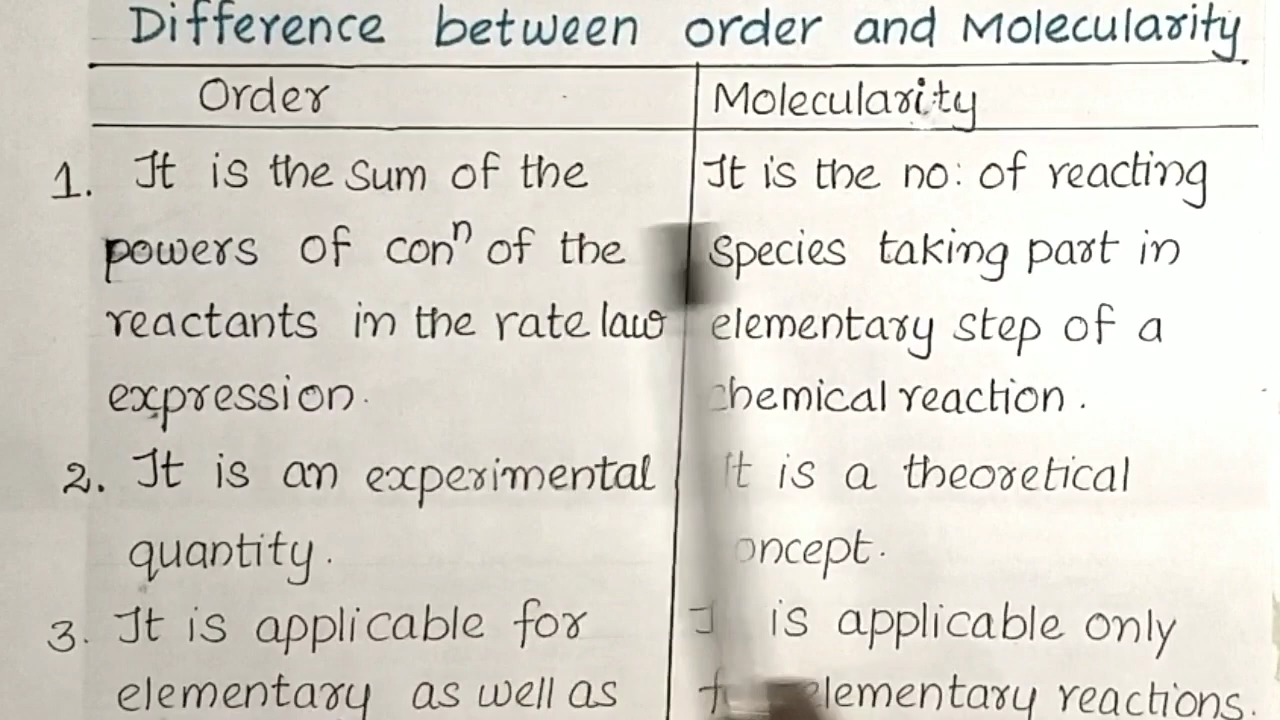 Difference between order and Molecularity.
Order
Molecularity
1. It is the sum of the
powers of conⁿ of the
reactants in the rate law
expression.
It is the no: of reacting
species taking part in
elementary step of a
chemical reaction.
2. It is an experimental
quantity.
It is a theoretical
concept.
3. It is applicable for
elementary as well as
is applicable only
elementary reactions.